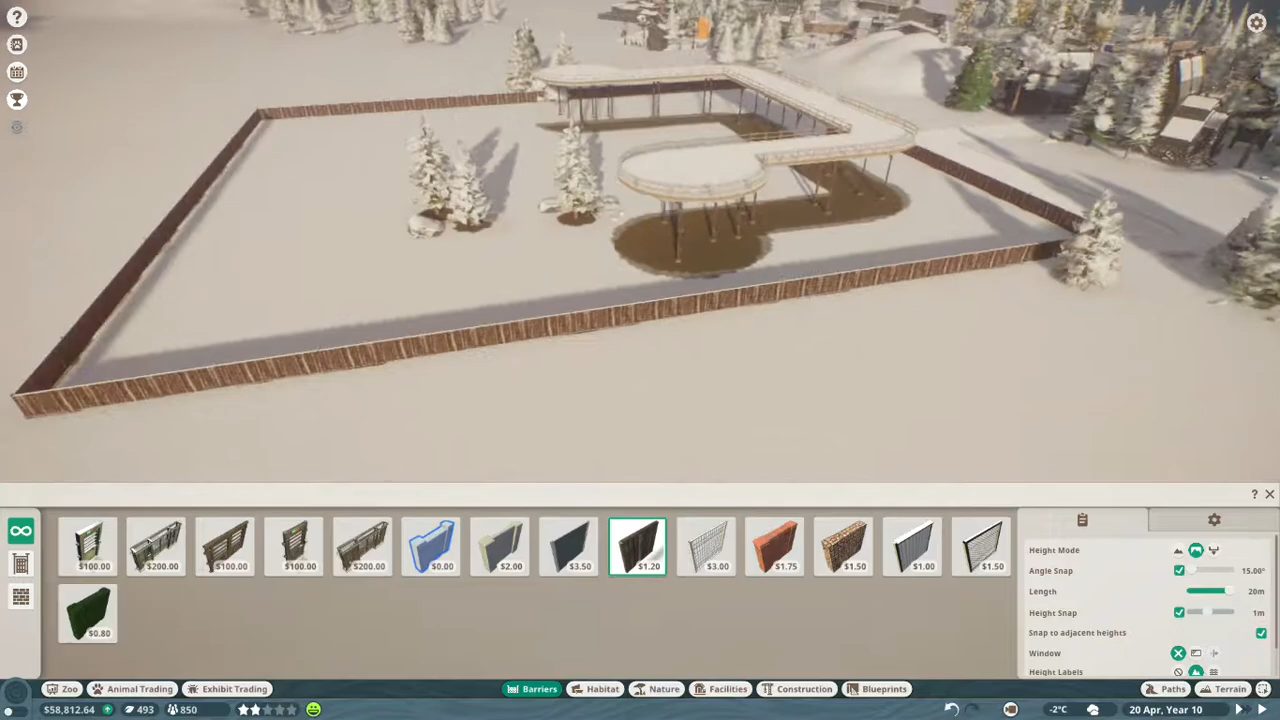 ?
? ×
$100.00 $200.00 $100.00 $100.00 $200.00 $0.00 $2.00 $3.50 $1.20 $3.00 $1.75 $1.50 $1.00 $1.50
$0.80
Height Mode
Angle Snap 15.00°
Length 20m
Height Snap 1m
Snap to adjacent heights
Window
Height Labels
Zoo Animal Trading Exhibit Trading Barriers Habitat Nature Facilities Construction Blueprints Paths Terrain
$58,812.64 493 850 -2°C 20 Apr, Year 10